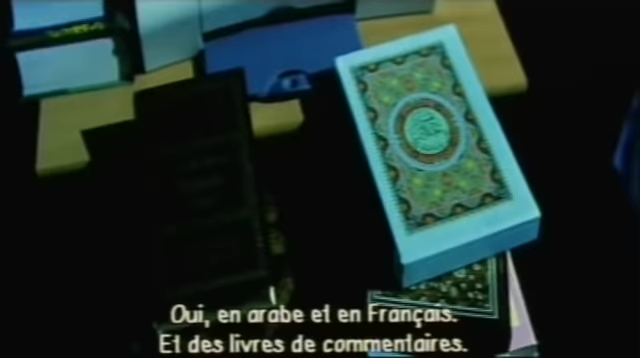 Oui, en arabe et en Français.
Et des livres de commentaires.